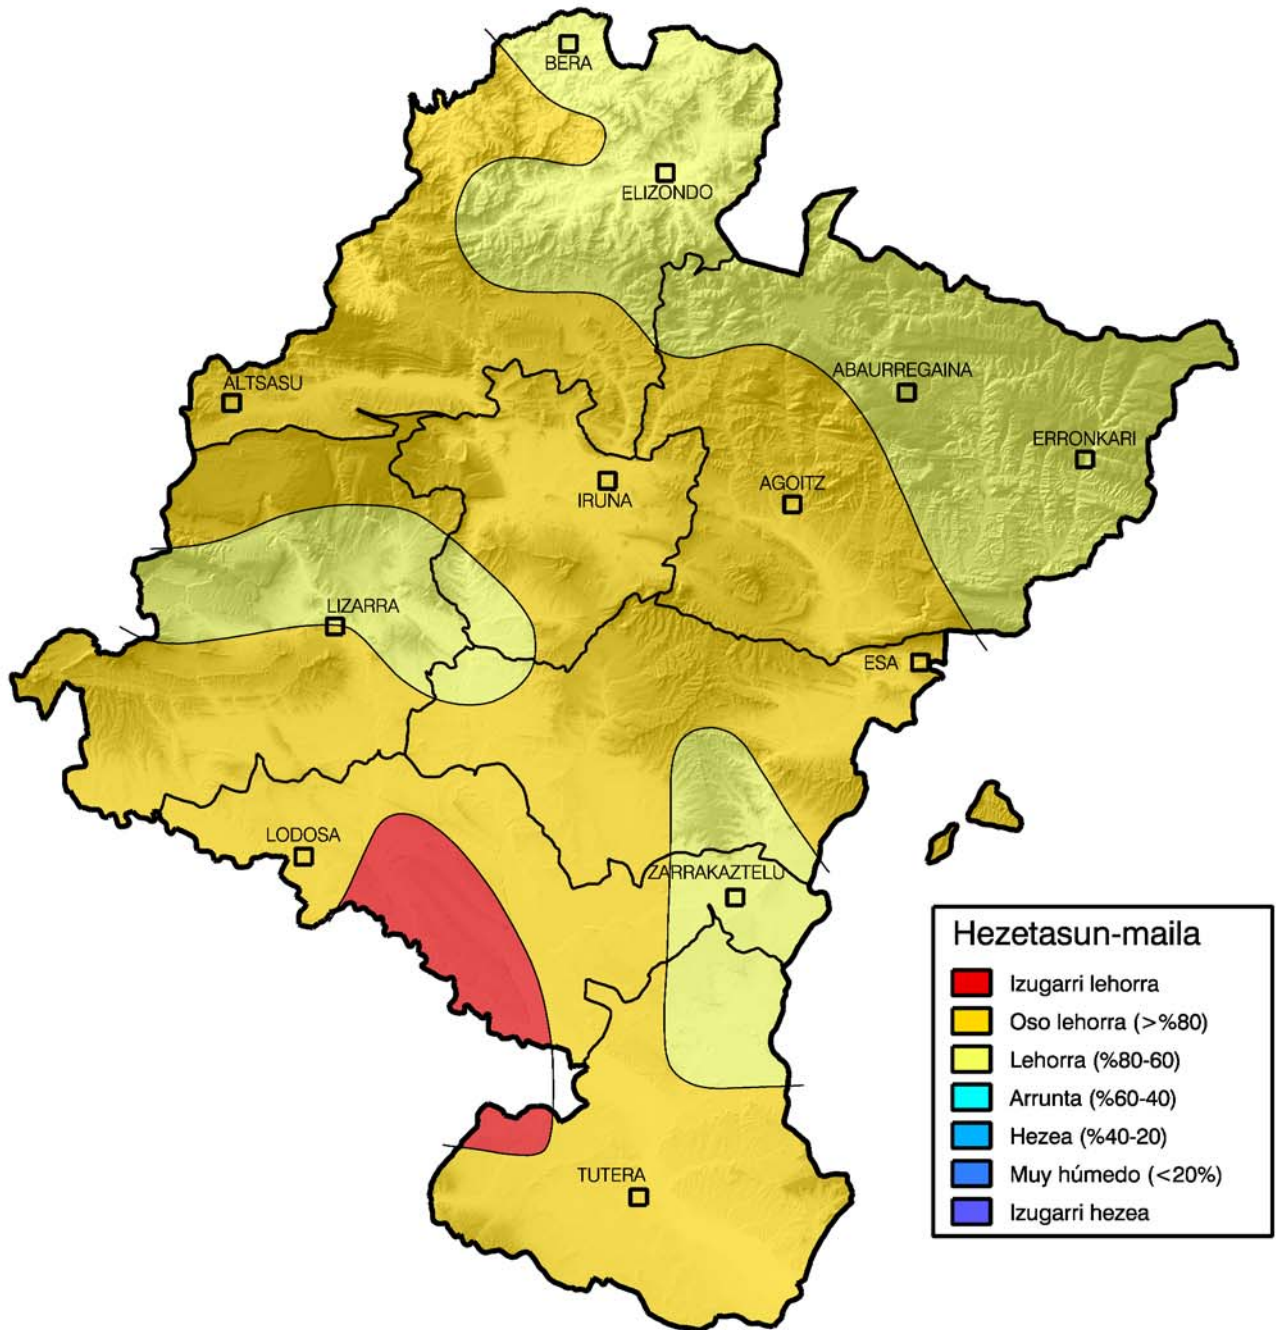 BERA
ELIZONDO
ABAURREGAINA
ALTSASU
ERRONKARI
AGOITZ
IRUNA
LIZARRA
ESA
LODOSA
ZARRAKAZTELU
TUTERA
Hezetasun-maila
Izugarri lehorra
Oso lehorra (>%80)
Lehorra (%80-60)
Arrunta (%60-40)
Hezea (%40-20)
Muy húmedo (<20%)
Izugarri hezea